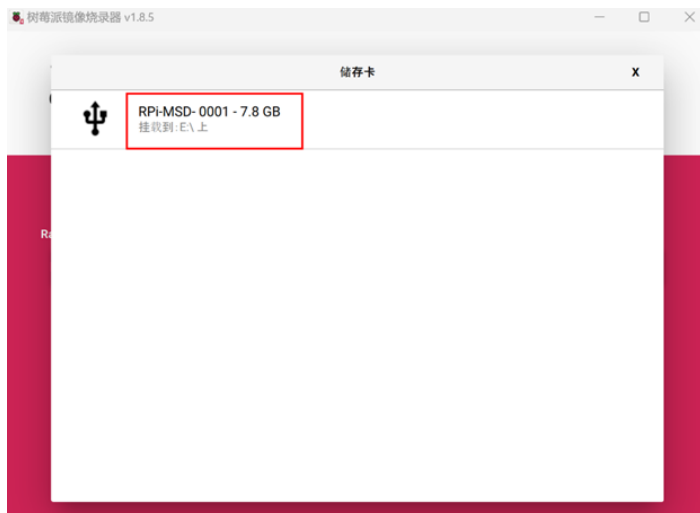 树莓派镜像烧录器 v1.8.5
储存卡
X
RPi-MSD- 0001 - 7.8 GB
挂载到:E:\ 上
Ra